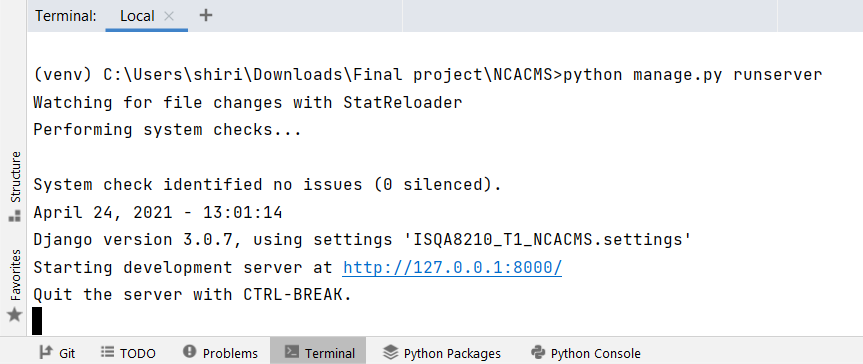 Terminal: Local × +
(venv) C:\Users\shiri\Downloads\Final project\NCACMS>python manage.py runserver
Watching for file changes with StatReloader
Performing system checks...
System check identified no issues (0 silenced).
April 24, 2021 - 13:01:14
Django version 3.0.7, using settings 'ISQA8210_T1_NCACMS.settings'
Starting development server at http://127.0.0.1:8000/
Quit the server with CTRL-BREAK.
Structure
Favorites
Git TODO Problems Terminal Python Packages Python Console